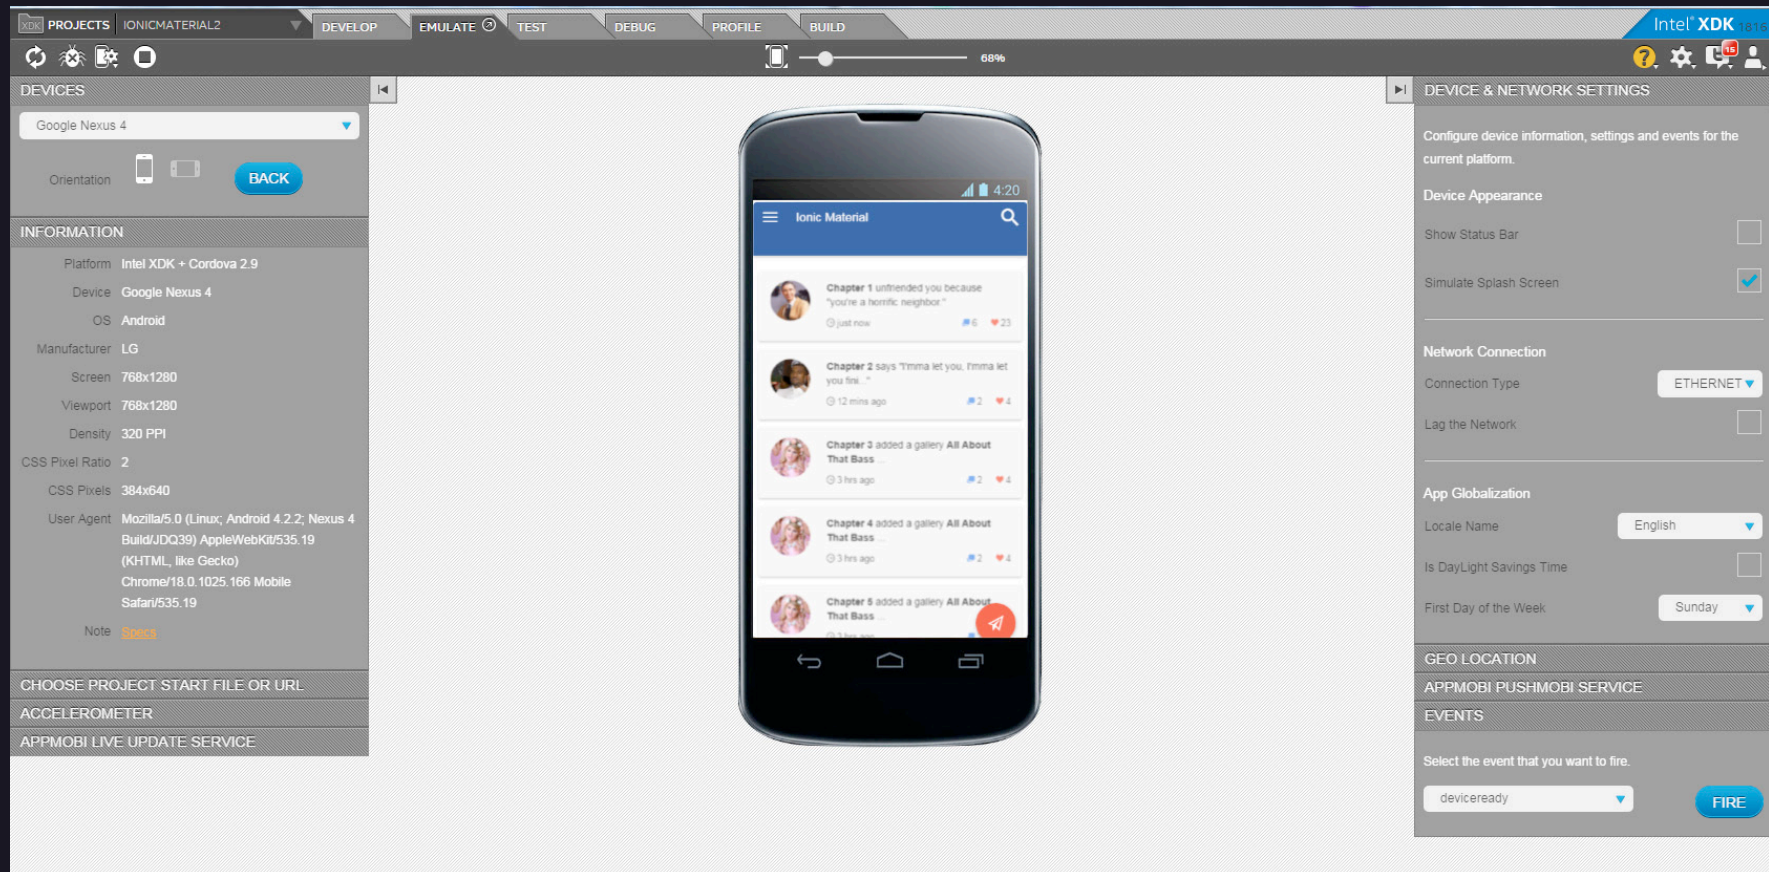 XDK PROJECTS IONICMATERIAL2 DEVELOP EMULATE TEST DEBUG PROFILE BUILD Intel® XDK 1816
68% ? 15
DEVICES
Google Nexus 4
Orientation BACK
INFORMATION
Platform Intel XDK + Cordova 2.9
Device Google Nexus 4
OS Android
Manufacturer LG
Screen 768x1280
Viewport 768x1280
Density 320 PPI
CSS Pixel Ratio 2
CSS Pixels 384x640
User Agent Mozilla/5.0 (Linux; Android 4.2.2; Nexus 4
Build/JDQ39) AppleWebKit/535.19
(KHTML, like Gecko)
Chrome/18.0.1025.166 Mobile
Safari/535.19
Note Specs
CHOOSE PROJECT START FILE OR URL
ACCELEROMETER
APPMOBI LIVE UPDATE SERVICE
4:20
Ionic Material
Chapter 1 unfriended you because
"you're a horrific neighbor."
just now 6 23
Chapter 2 says "I'mma let you, I'mma let
you fini..."
12 mins ago 2 4
Chapter 3 added a gallery All About
That Bass ...
3 hrs ago 2 4
Chapter 4 added a gallery All About
That Bass ...
3 hrs ago 2 4
Chapter 5 added a gallery All About
That Bass ...
3 hrs ago
DEVICE & NETWORK SETTINGS
Configure device information, settings and events for the
current platform.
Device Appearance
Show Status Bar
Simulate Splash Screen
Network Connection
Connection Type ETHERNET
Lag the Network
App Globalization
Locale Name English
Is DayLight Savings Time
First Day of the Week Sunday
GEO LOCATION
APPMOBI PUSHMOBI SERVICE
EVENTS
Select the event that you want to fire.
deviceready FIRE